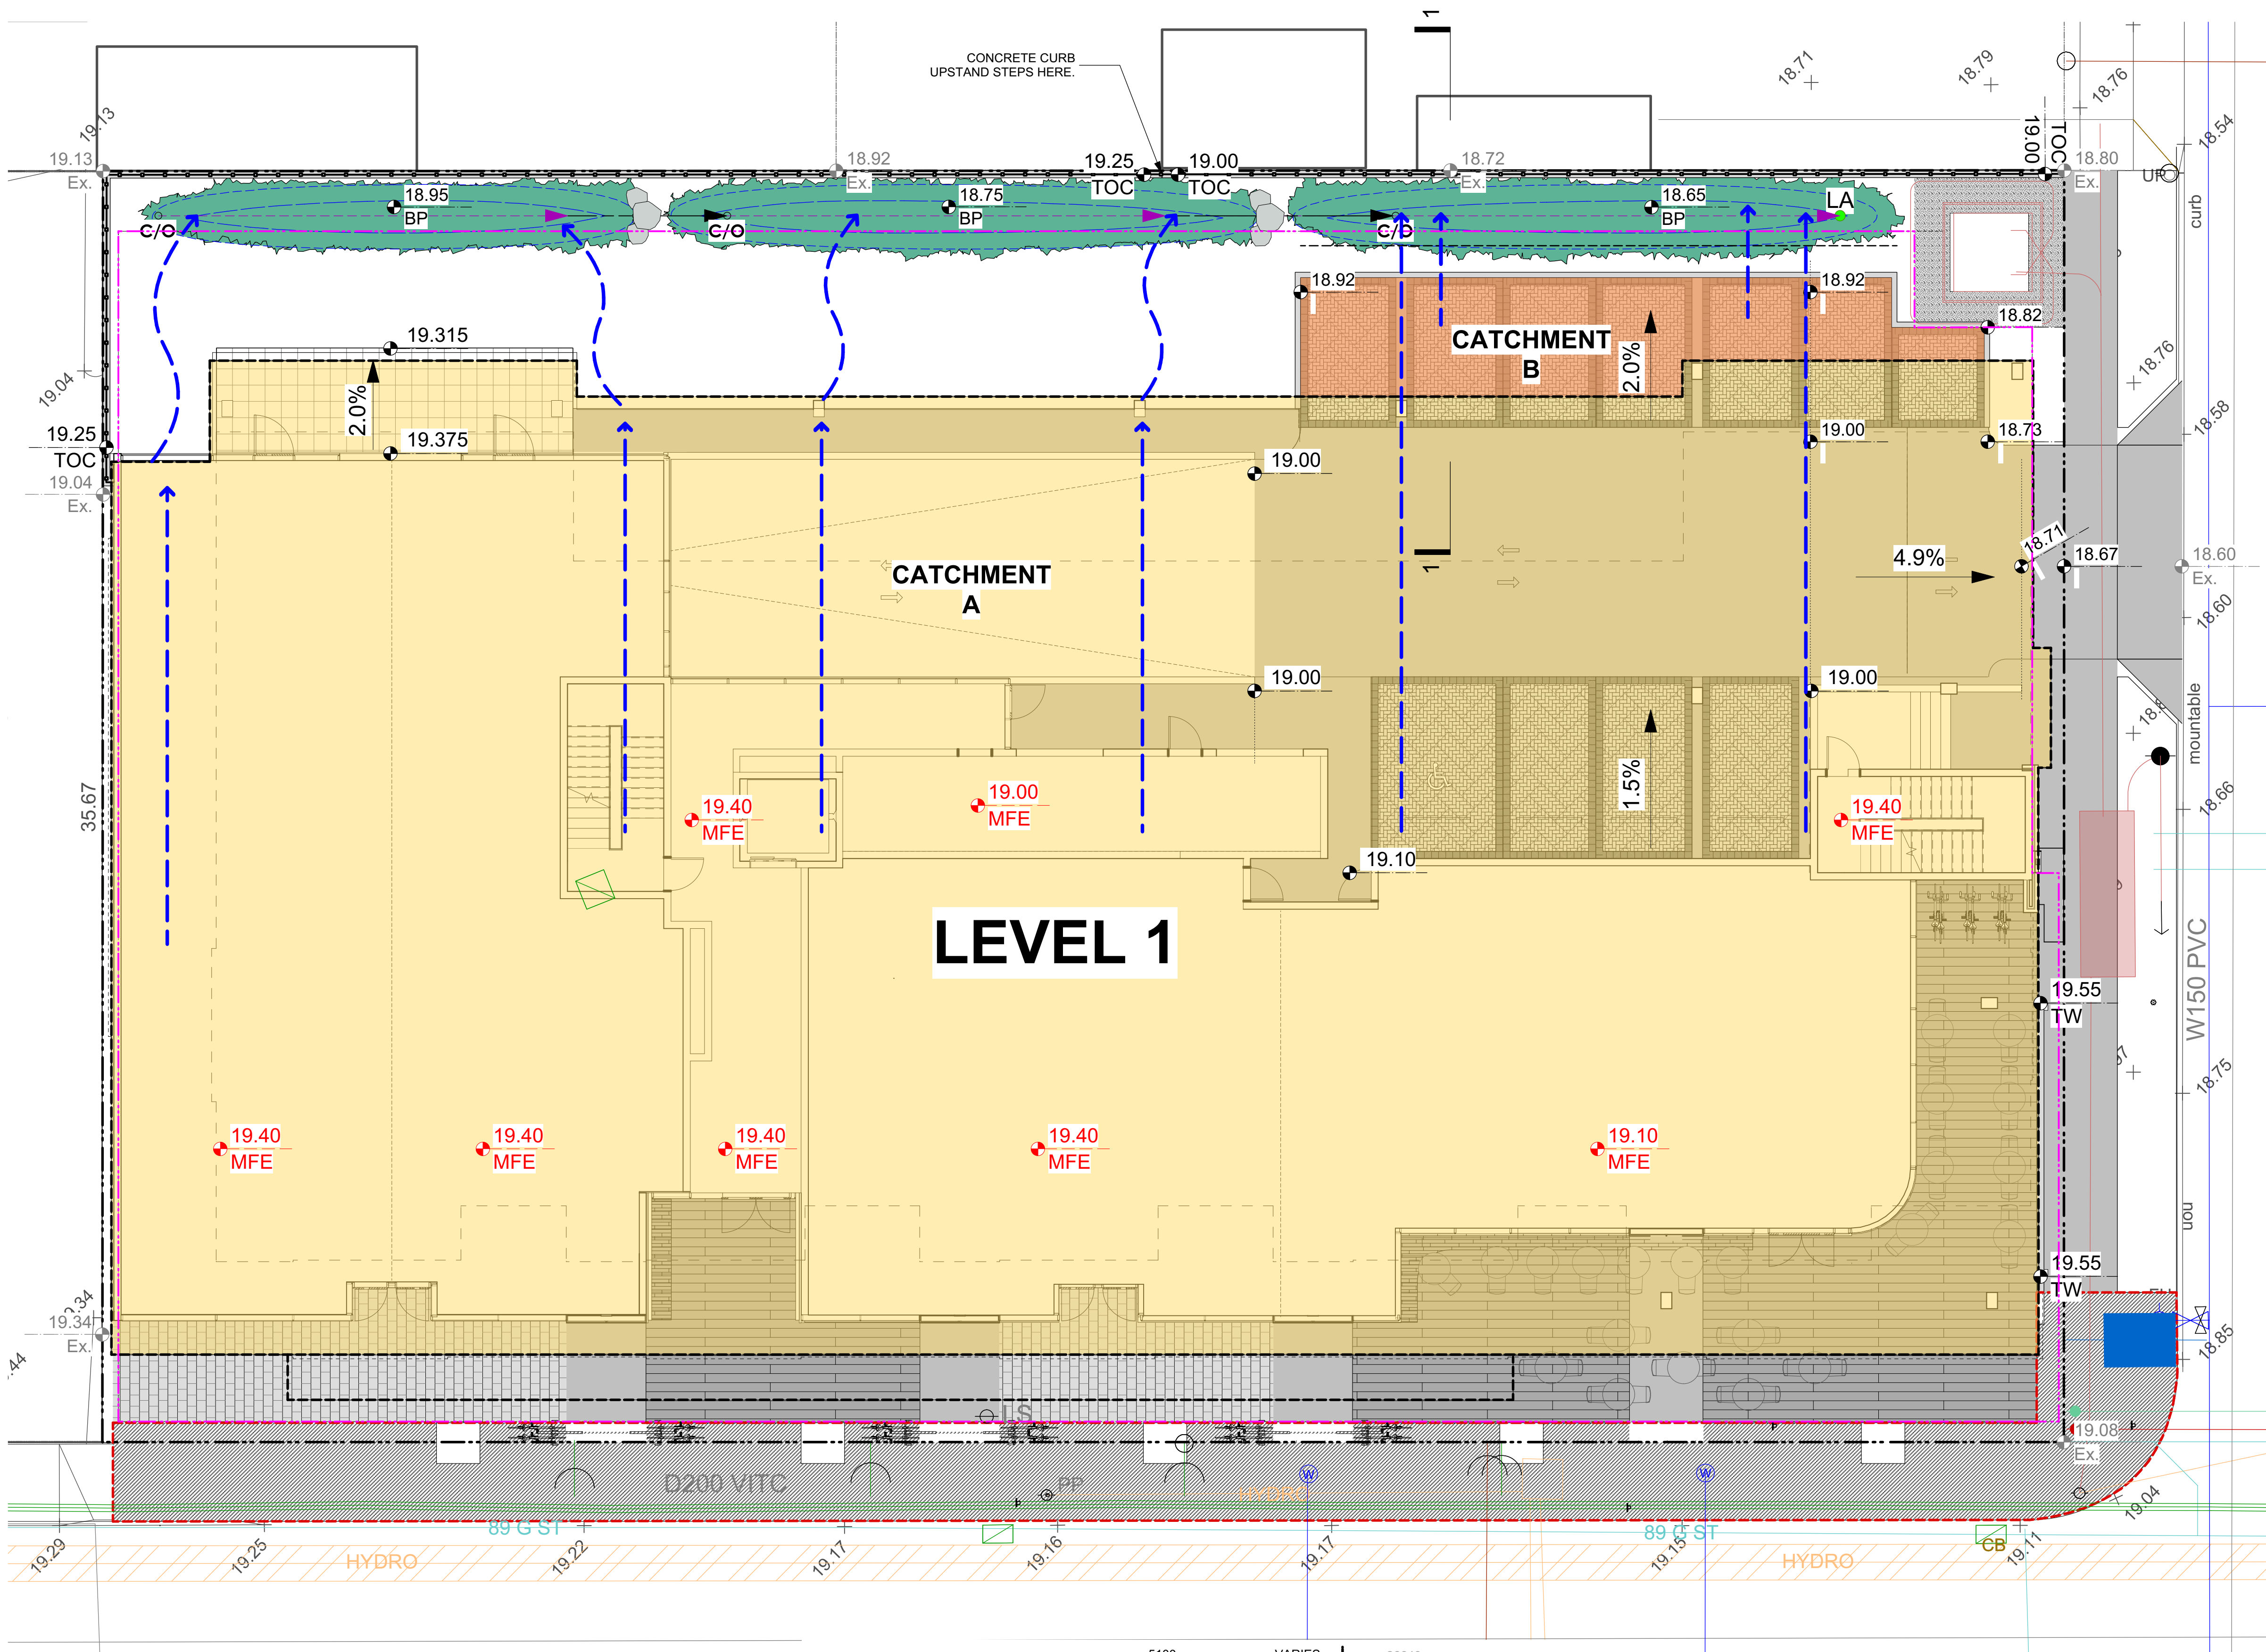 1
CONCRETE CURB
UPSTAND STEPS HERE.
18.71
18.79
18.76
18.54
19.13
19.13
Ex.
18.92
Ex.
19.25
TOC
19.00
TOC
18.72
Ex.
19.00
TOC
18.80
Ex.
UP
curb
18.95
BP
18.75
BP
18.65
BP
LA
C/O
C/O
C/O
18.92
18.92
18.82
CATCHMENT
B
2.0%
18.76
19.315
2.0%
19.375
19.04
19.25
TOC
19.04
Ex.
19.00
19.00
18.73
18.58
18.71
18.67
18.60
Ex.
18.60
4.9%
1
CATCHMENT
A
19.00
19.00
mountable
35.67
19.40
MFE
19.00
MFE
1.5%
19.40
MFE
18.66
19.10
LEVEL 1
W150 PVC
19.55
TW
18.75
19.40
MFE
19.40
MFE
19.40
MFE
19.40
MFE
19.10
MFE
19.55
TW
19.34
19.34
Ex.
18.85
LS
19.08
Ex.
D200 VITC
PP
HYDRO
W
W
19.04
89 G ST
89 G ST
CB
19.29
19.25
19.22
19.17
19.16
19.17
19.15
19.11
HYDRO
HYDRO
VARIES